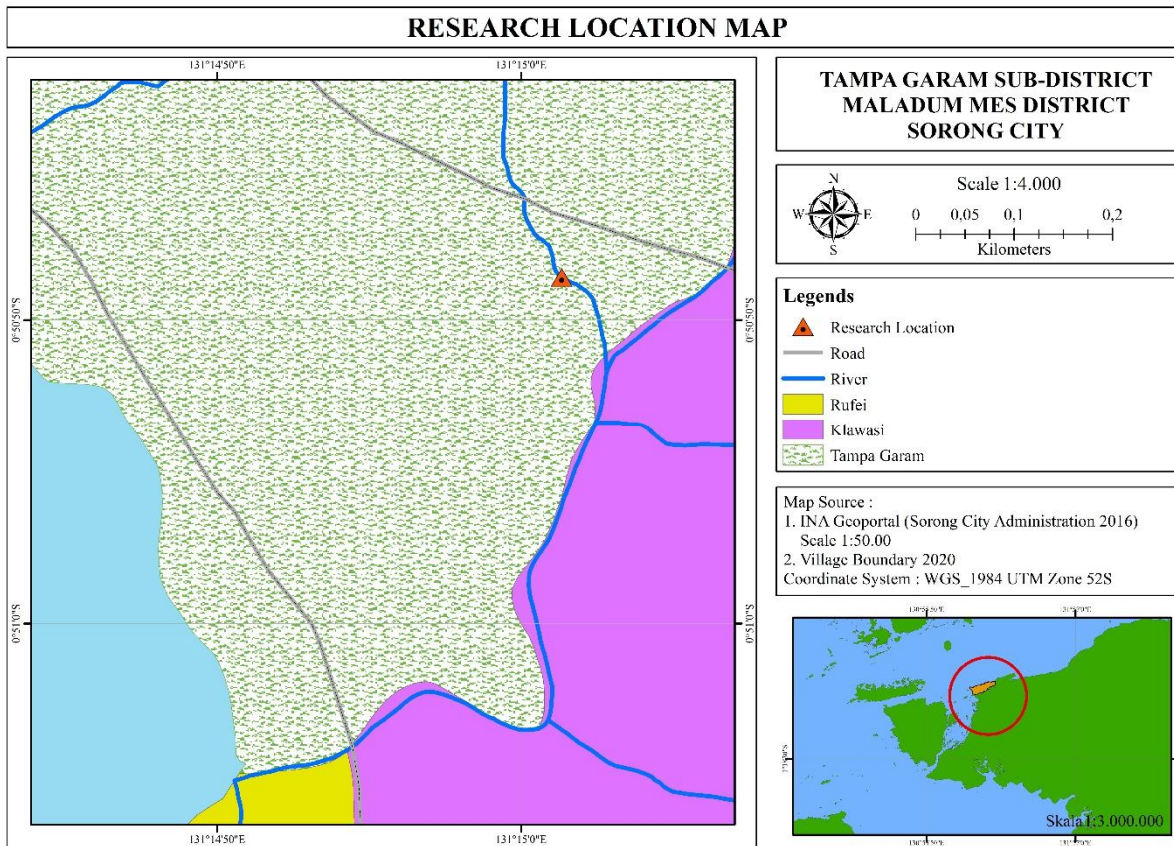 RESEARCH LOCATION MAP
131°14'50"E
131°15'0"E
0°50'50"S
0°51'0"S
0°50'50"S
0°51'0"S
131°14'50"E
131°15'0"E
TAMPA GARAM SUB-DISTRICT
MALADUM MES DISTRICT
SORONG CITY
N
W
E
S
Scale 1:4.000
0 0,05 0,1 0,2
Kilometers
Legends
Research Location
Road
River
Rufei
Klawasi
Tampa Garam
Map Source :
1. INA Geoportal (Sorong City Administration 2016)
Scale 1:50.00
2. Village Boundary 2020
Coordinate System : WGS_1984 UTM Zone 52S
Skala 1:3.000.000